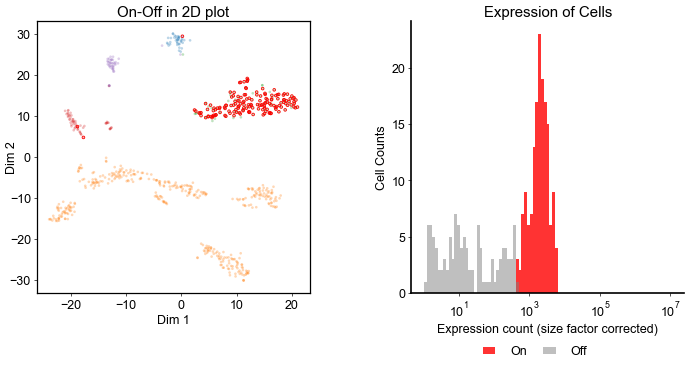 On-Off in 2D plot
30
20
10
0
−10
−20
−30
Dim 2
−20 −10 0 10 20
Dim 1
Expression of Cells
20
15
10
5
0
Cell Counts
10^1 10^3 10^5 10^7
Expression count (size factor corrected)
On Off